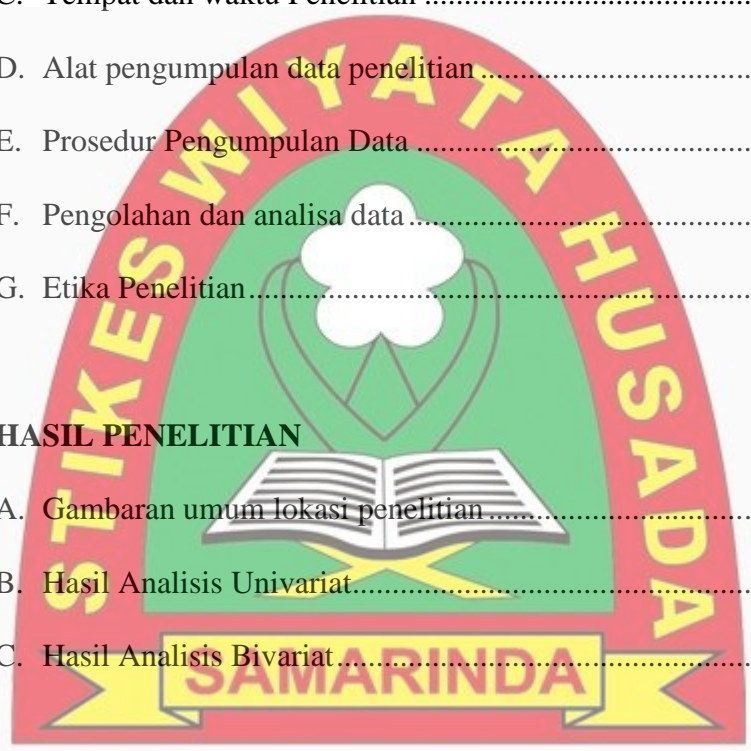 C. Tempat dan waktu Penelitian ....................................................
D. Alat pengumpulan data penelitian ..........................................
E. Prosedur Pengumpulan Data ....................................................
F. Pengolahan dan analisa data ....................................................
G. Etika Penelitian ........................................................................
HASIL PENELITIAN
A. Gambaran umum lokasi penelitian ..........................................
B. Hasil Analisis Univariat ............................................................
C. Hasil Analisis Bivariat ..............................................................
STIKES WIYATA HUSADA
SAMARINDA